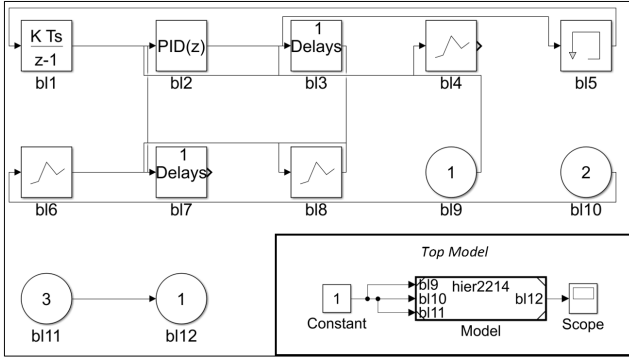 K Ts
z-1
bl1
PID(z)
bl2
1
Delays
bl3
bl4
bl5
bl6
1
Delays
bl7
bl8
1
bl9
2
bl10
3
bl11
1
bl12
Top Model
1
Constant
bl9
bl10
bl11
hier2214
bl12
Model
Scope